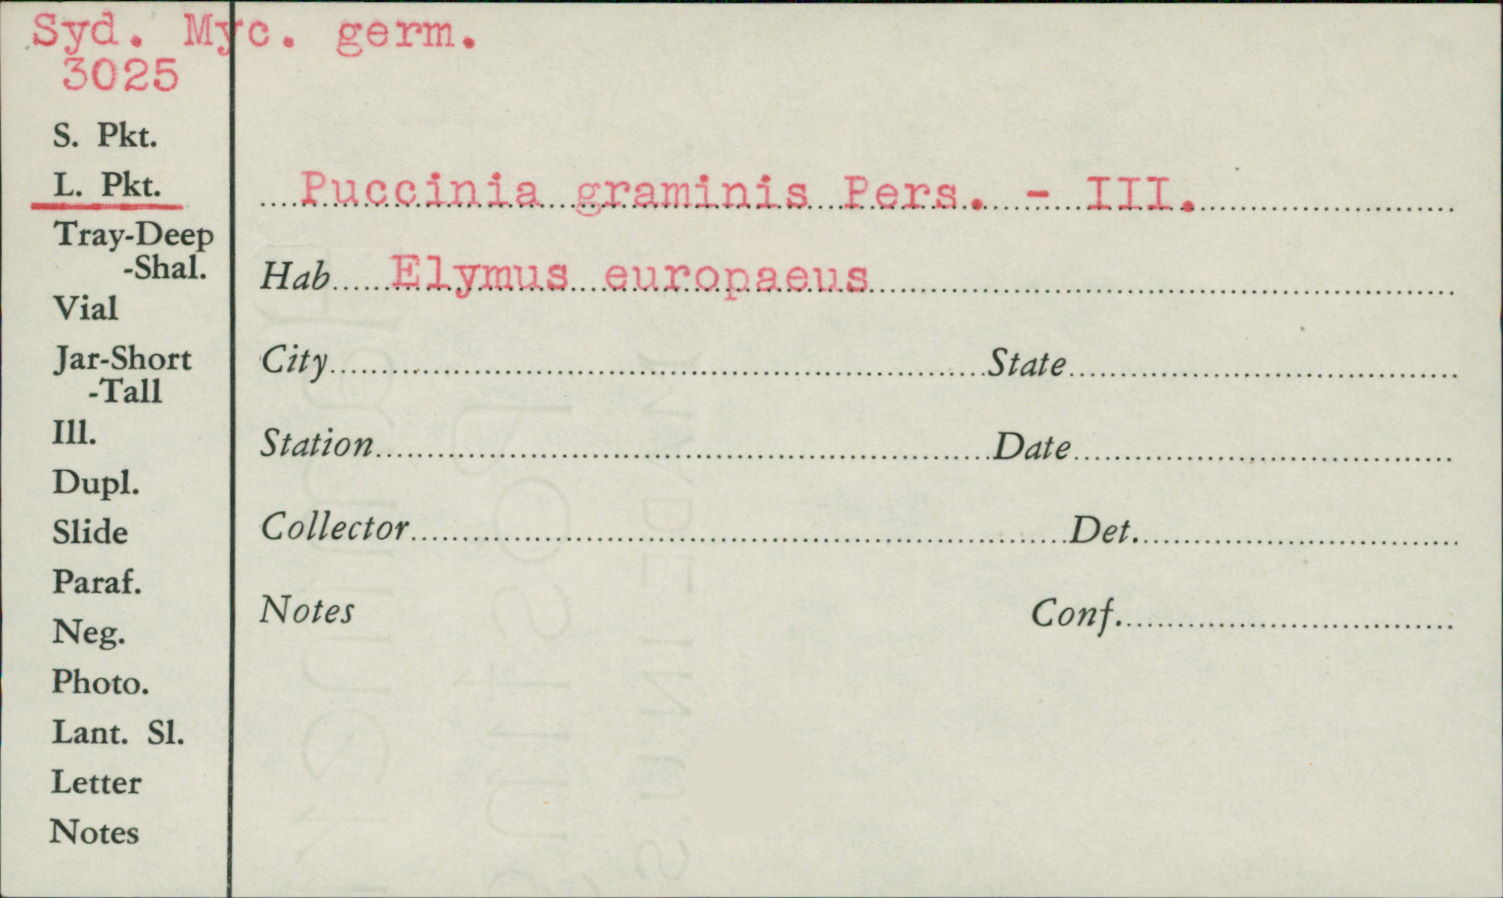 Syd. Myc. germ.
3025
S. Pkt.
L. Pkt.
Tray-Deep
-Shal.
Vial
Jar-Short
-Tall
Ill.
Dupl.
Slide
Paraf.
Neg.
Photo.
Lant. Sl.
Letter
Notes
Puccinia graminis Pers. - III.
Hab Elymus europaeus
City State
Station Date
Collector Det.
Notes Conf.